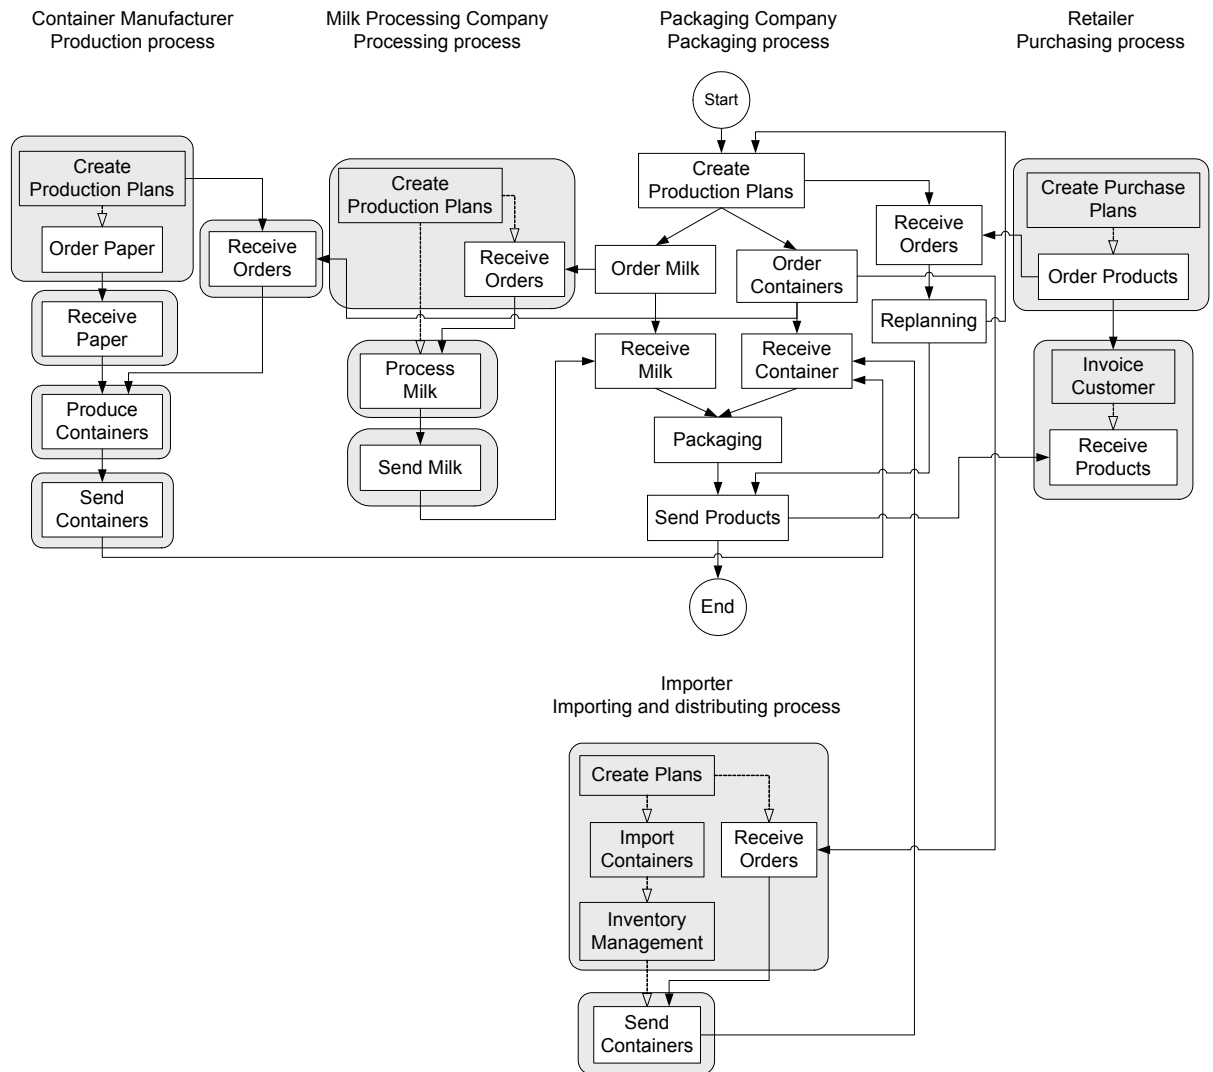 Container Manufacturer
Production process
Milk Processing Company
Processing process
Packaging Company
Packaging process
Retailer
Purchasing process
Start
Create
Production Plans
Order Paper
Receive
Orders
Receive
Paper
Produce
Containers
Send
Containers
Create
Production Plans
Receive
Orders
Process
Milk
Send Milk
Create
Production Plans
Receive
Orders
Order Milk
Order
Containers
Replanning
Receive
Milk
Receive
Container
Packaging
Send Products
End
Create Purchase
Plans
Order Products
Invoice
Customer
Receive
Products
Importer
Importing and distributing process
Create Plans
Import
Containers
Receive
Orders
Inventory
Management
Send
Containers